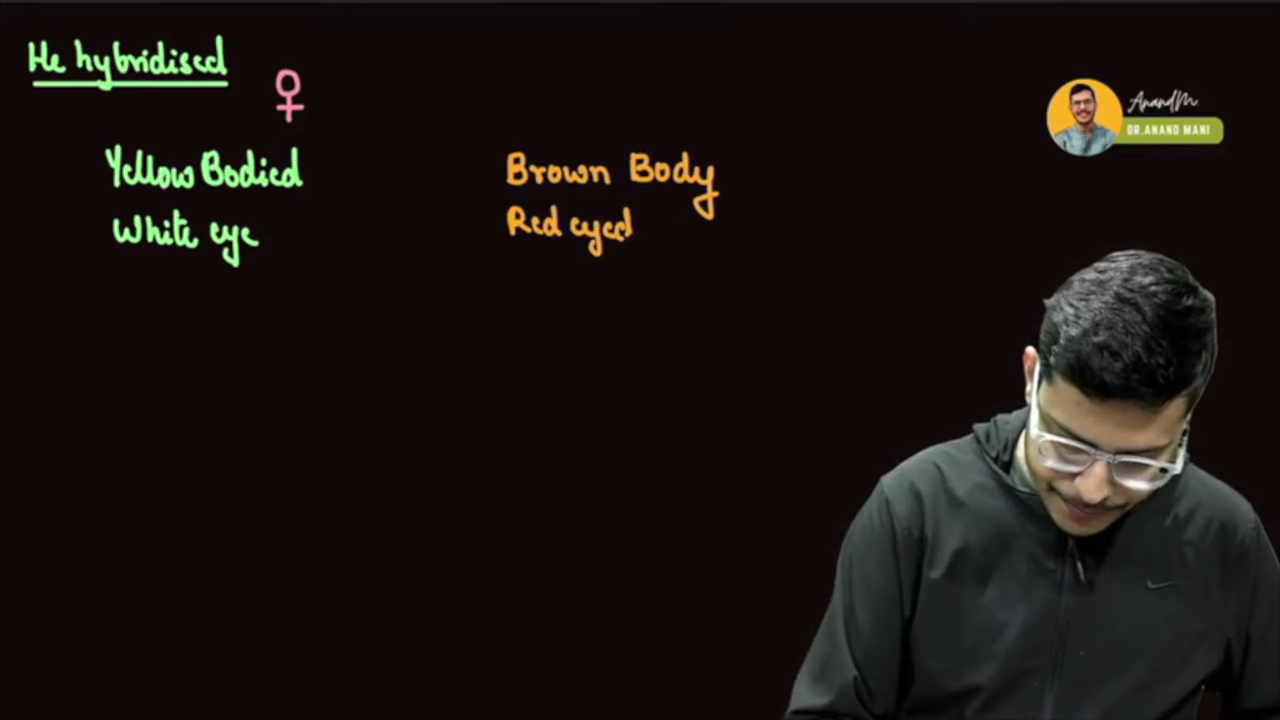 He hybridised
♀
Yellow Bodied
White eye
Brown Body
Red eyed
AnandM.
DR.ANAND MANI